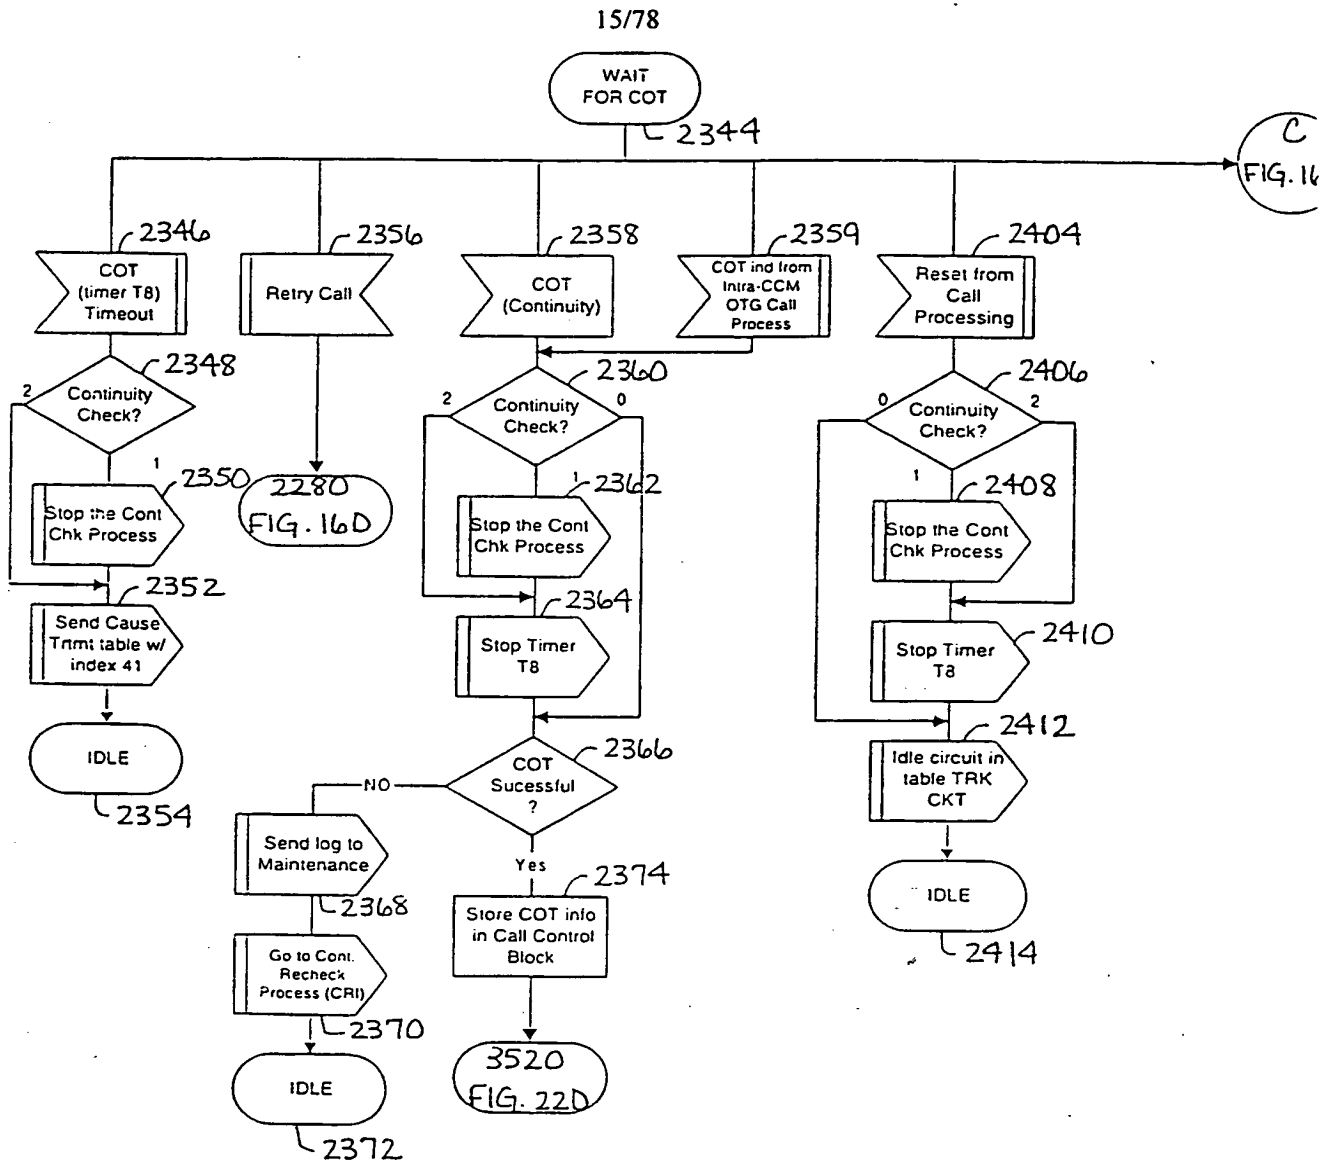 15/78
WAIT
FOR COT
2344
C
FIG. 16
2346
COT
(timer T8)
Timeout
2356
Retry Call
2358
COT
(Continuity)
2359
COT ind from
Intra-CCM
OTG Call
Process
2404
Reset from
Call
Processing
2348
2
Continuity
Check?
1
2350
Stop the Cont
Chk Process
2352
Send Cause
Trtmt table w/
index 41
IDLE
2354
2280
FIG. 16D
2360
2
0
Continuity
Check?
1
2362
Stop the Cont
Chk Process
2364
Stop Timer
T8
2366
COT
Sucessful
?
NO
Yes
Send log to
Maintenance
2368
Go to Cont.
Recheck
Process (CRI)
2370
IDLE
2372
2374
Store COT info
in Call Control
Block
3520
FIG. 22D
2406
0
2
Continuity
Check?
1
2408
Stop the Cont
Chk Process
2410
Stop Timer
T8
2412
Idle circuit in
table TRK
CKT
IDLE
2414